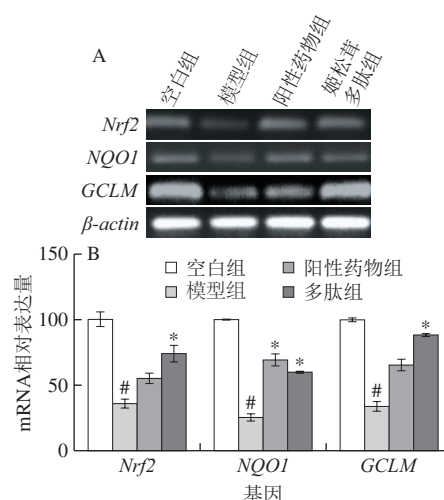 A
空白组
模型组
阳性药物组
姬松茸
多肽组
Nrf2
NQO1
GCLM
β-actin
B
空白组
阳性药物组
模型组
多肽组
mRNA相对表达量
150
100
50
0
#
*
#
*
*
#
*
Nrf2
NQO1
GCLM
基因